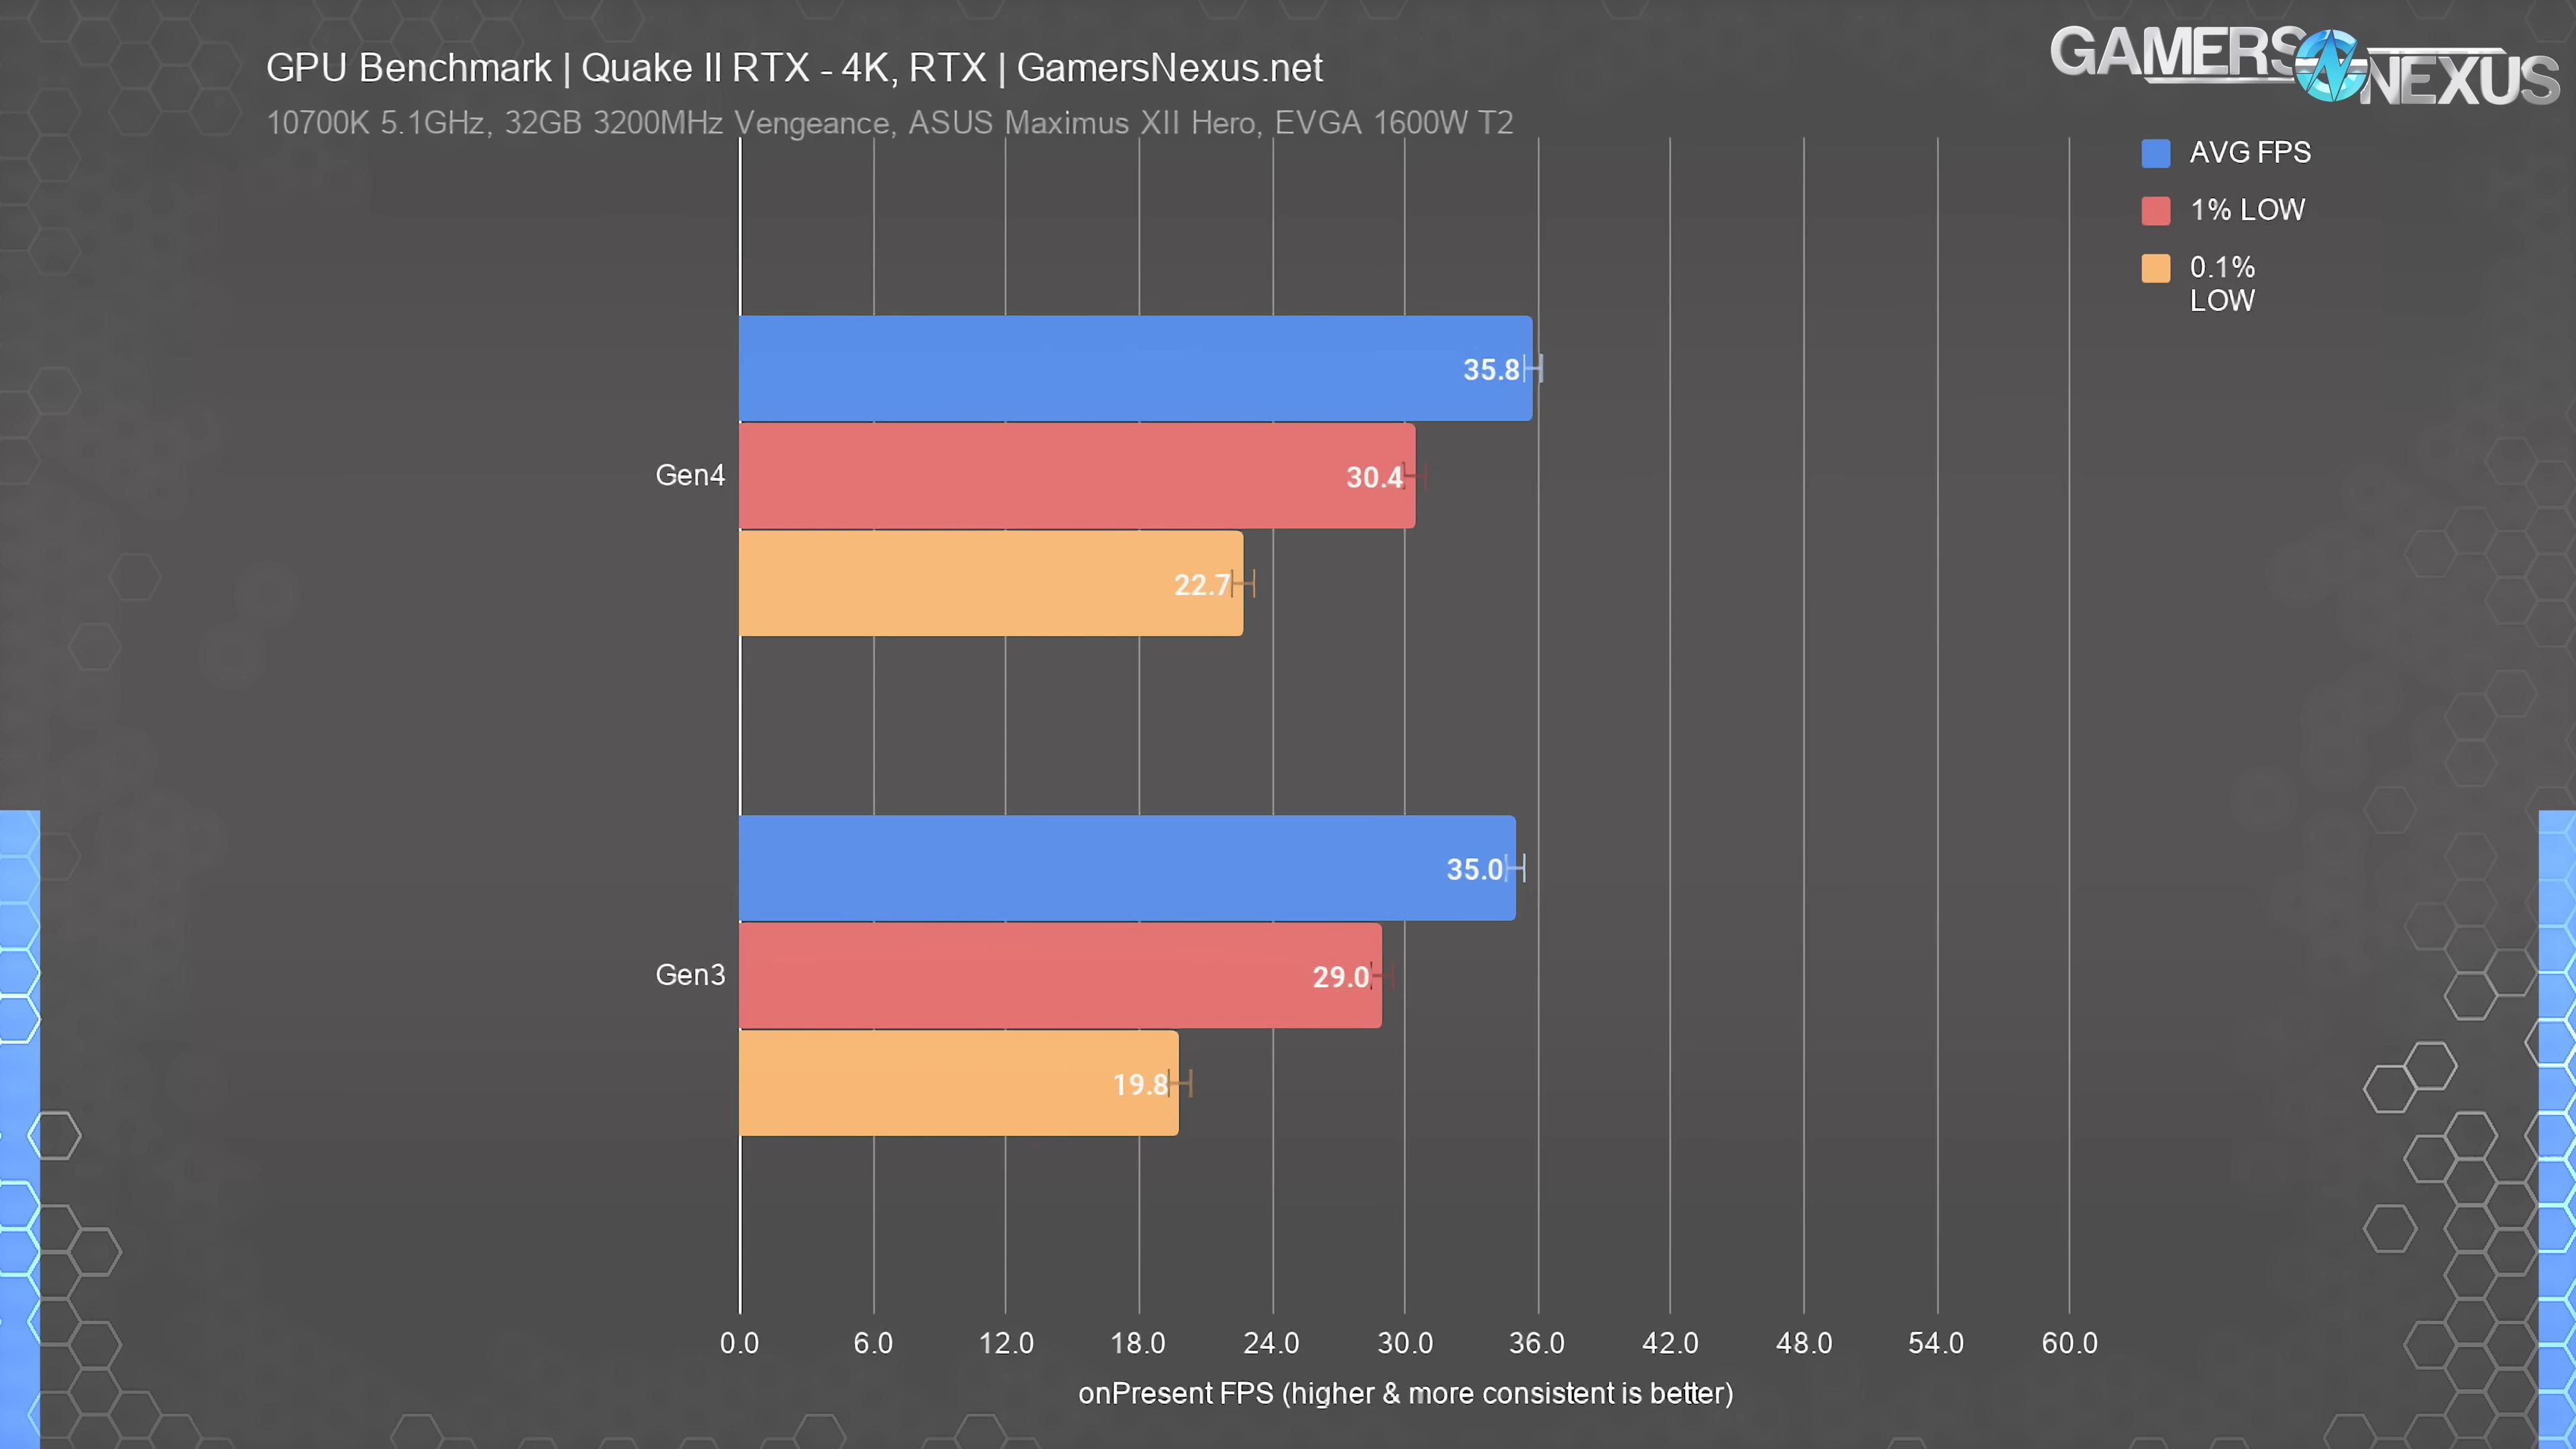 GPU Benchmark | Quake II RTX - 4K, RTX | GamersNexus.net
GAMERS NEXUS
10700K 5.1GHz, 32GB 3200MHz Vengeance, ASUS Maximus XII Hero, EVGA 1600W T2
AVG FPS
1% LOW
0.1%
LOW
35.8
Gen4
30.4
22.7
35.0
Gen3
29.0
19.8
0.0 6.0 12.0 18.0 24.0 30.0 36.0 42.0 48.0 54.0 60.0
onPresent FPS (higher & more consistent is better)